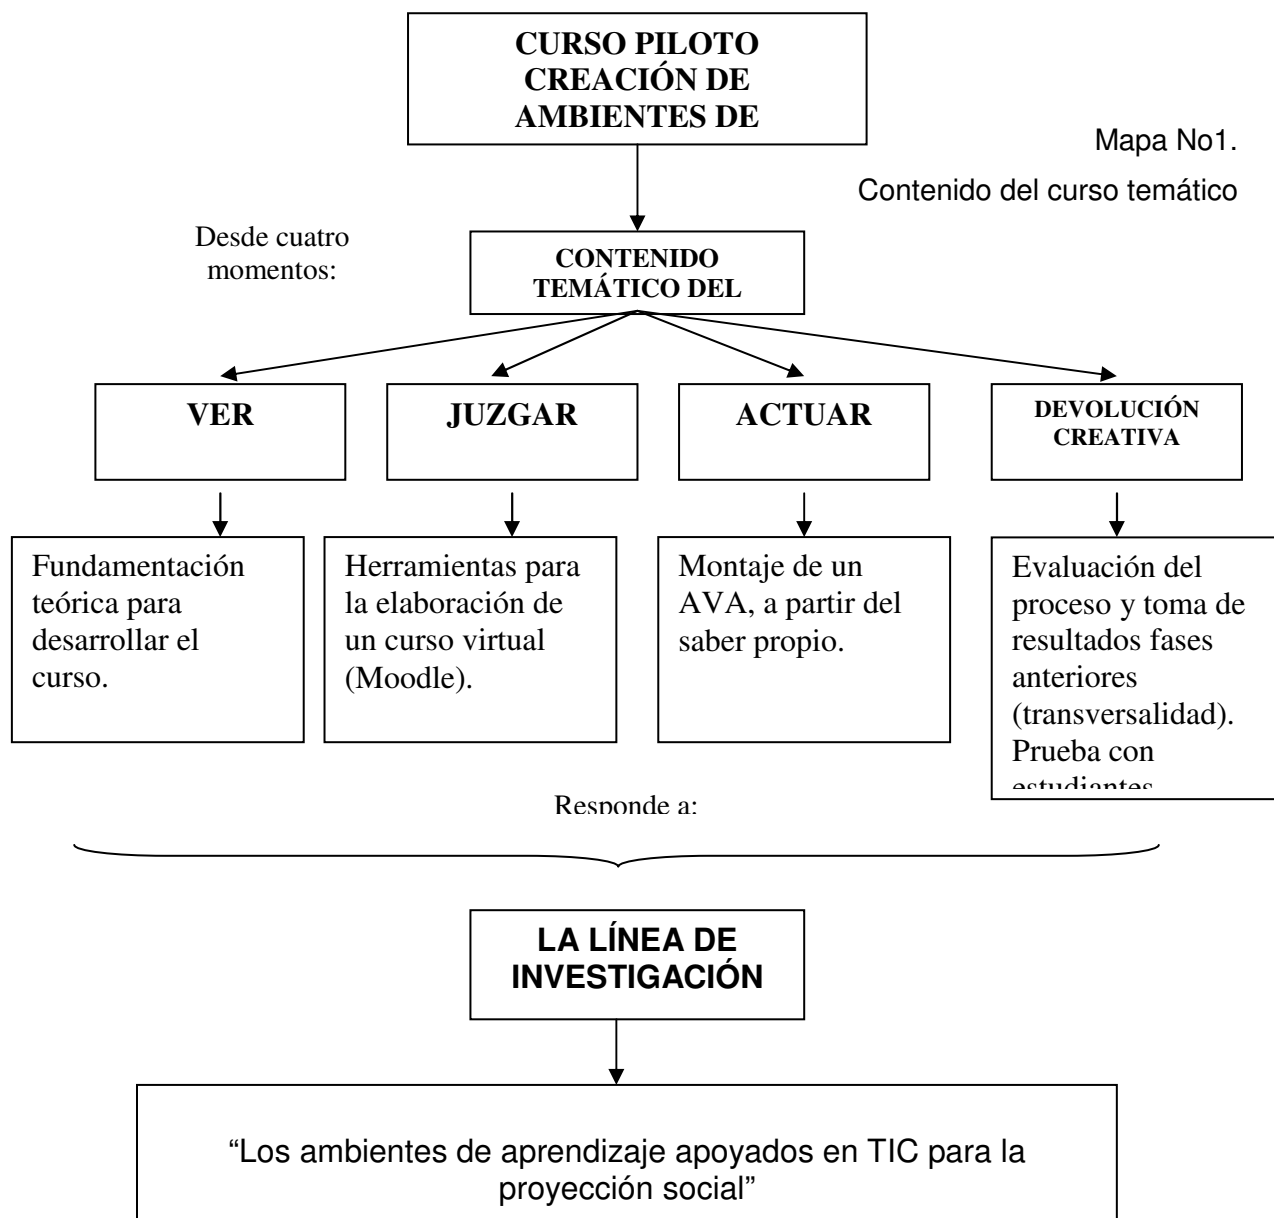 CURSO PILOTO
CREACIÓN DE
AMBIENTES DE
Mapa No1.
Contenido del curso temático
Desde cuatro
momentos:
CONTENIDO
TEMÁTICO DEL
VER
JUZGAR
ACTUAR
DEVOLUCIÓN
CREATIVA
Fundamentación
teórica para
desarrollar el
curso.
Herramientas para
la elaboración de
un curso virtual
(Moodle).
Montaje de un
AVA, a partir del
saber propio.
Evaluación del
proceso y toma de
resultados fases
anteriores
(transversalidad).
Prueba con
estudiantes
Responde a:
LA LÍNEA DE
INVESTIGACIÓN
“Los ambientes de aprendizaje apoyados en TIC para la
proyección social”